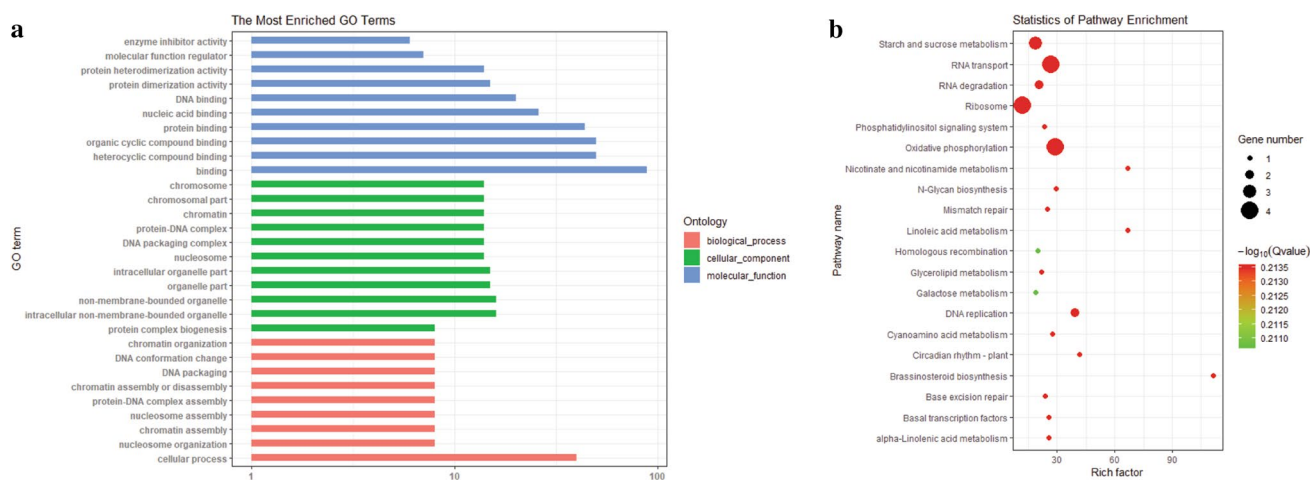 a
The Most Enriched GO Terms
GO term
enzyme inhibitor activity
molecular function regulator
protein heterodimerization activity
protein dimerization activity
DNA binding
nucleic acid binding
protein binding
organic cyclic compound binding
heterocyclic compound binding
binding
chromosome
chromosomal part
chromatin
protein-DNA complex
DNA packaging complex
nucleosome
intracellular organelle part
organelle part
non-membrane-bounded organelle
intracellular non-membrane-bounded organelle
protein complex biogenesis
chromatin organization
DNA conformation change
DNA packaging
chromatin assembly or disassembly
protein-DNA complex assembly
nucleosome assembly
chromatin assembly
nucleosome organization
cellular process
1 10 100
Ontology
biological_process
cellular_component
molecular_function
b
Statistics of Pathway Enrichment
Pathway name
Starch and sucrose metabolism
RNA transport
RNA degradation
Ribosome
Phosphatidylinositol signaling system
Oxidative phosphorylation
Nicotinate and nicotinamide metabolism
N-Glycan biosynthesis
Mismatch repair
Linoleic acid metabolism
Homologous recombination
Glycerolipid metabolism
Galactose metabolism
DNA replication
Cyanoamino acid metabolism
Circadian rhythm - plant
Brassinosteroid biosynthesis
Base excision repair
Basal transcription factors
alpha-Linolenic acid metabolism
30 60 90
Rich factor
Gene number
1
2
3
4
−log10(Qvalue)
0.2135
0.2130
0.2125
0.2120
0.2115
0.2110